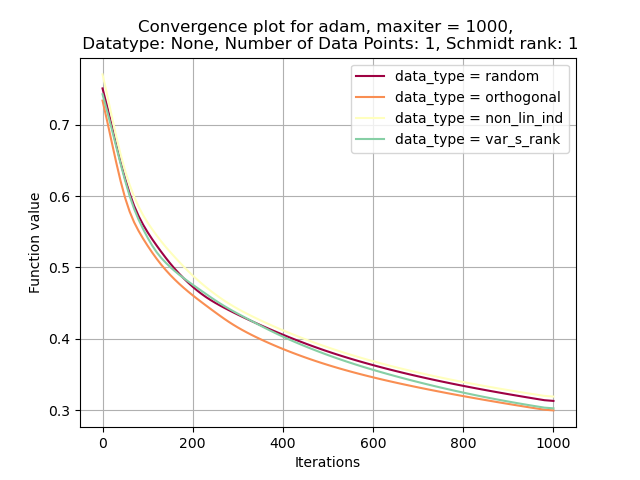 Convergence plot for adam, maxiter = 1000,
Datatype: None, Number of Data Points: 1, Schmidt rank: 1
data_type = random
data_type = orthogonal
data_type = non_lin_ind
data_type = var_s_rank
Function value
0.7
0.6
0.5
0.4
0.3
0 200 400 600 800 1000
Iterations